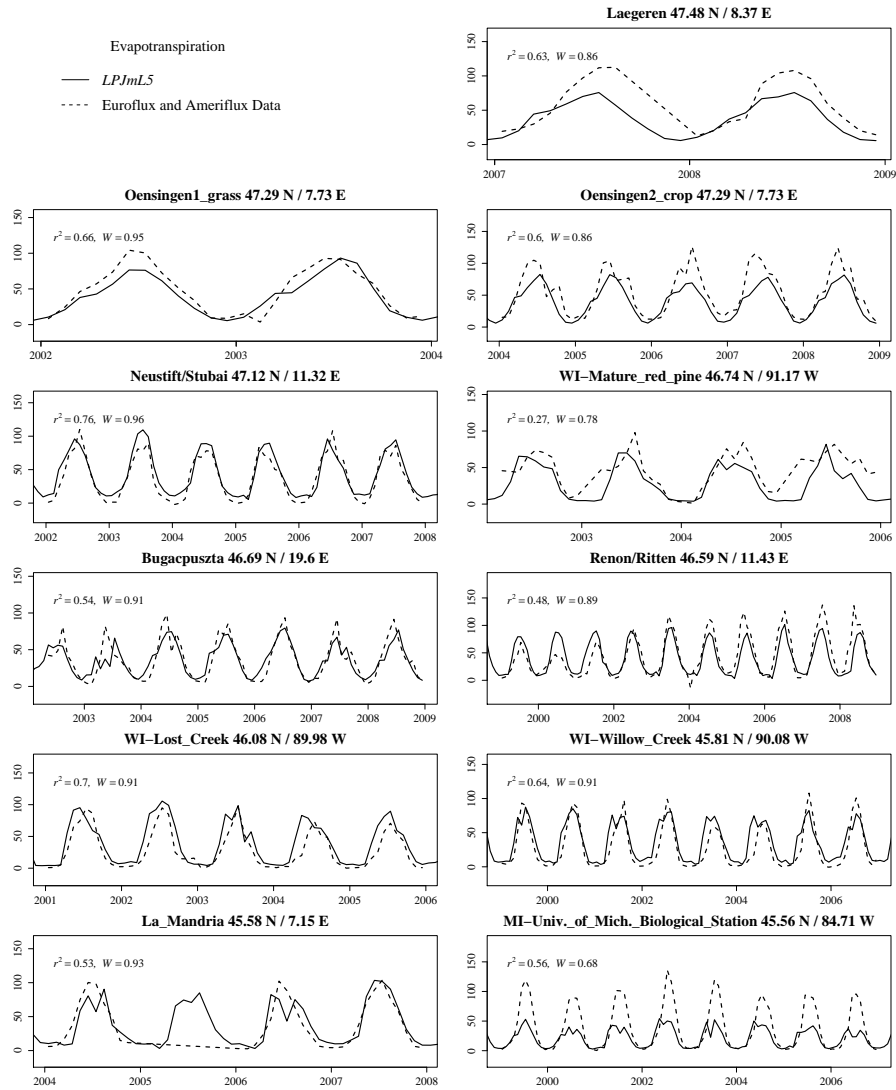 Laegeren 47.48 N / 8.37 E
Evapotranspiration
LPJmL5
Euroflux and Ameriflux Data
r² = 0.63, W = 0.86
0 50 100 150
2007 2008 2009
Oensingen1_grass 47.29 N / 7.73 E
r² = 0.66, W = 0.95
0 50 100 150
2002 2003 2004
Oensingen2_crop 47.29 N / 7.73 E
r² = 0.6, W = 0.86
0 50 100 150
2004 2005 2006 2007 2008 2009
Neustift/Stubai 47.12 N / 11.32 E
r² = 0.76, W = 0.96
0 50 100 150
2002 2003 2004 2005 2006 2007 2008
WI−Mature_red_pine 46.74 N / 91.17 W
r² = 0.27, W = 0.78
0 50 100 150
2003 2004 2005 2006
Bugacpuszta 46.69 N / 19.6 E
r² = 0.54, W = 0.91
0 50 100 150
2003 2004 2005 2006 2007 2008 2009
Renon/Ritten 46.59 N / 11.43 E
r² = 0.48, W = 0.89
0 50 100 150
2000 2002 2004 2006 2008
WI−Lost_Creek 46.08 N / 89.98 W
r² = 0.7, W = 0.91
0 50 100 150
2001 2002 2003 2004 2005 2006
WI−Willow_Creek 45.81 N / 90.08 W
r² = 0.64, W = 0.91
0 50 100 150
2000 2002 2004 2006
La_Mandria 45.58 N / 7.15 E
r² = 0.53, W = 0.93
0 50 100 150
2004 2005 2006 2007 2008
MI−Univ._of_Mich._Biological_Station 45.56 N / 84.71 W
r² = 0.56, W = 0.68
0 50 100 150
2000 2002 2004 2006